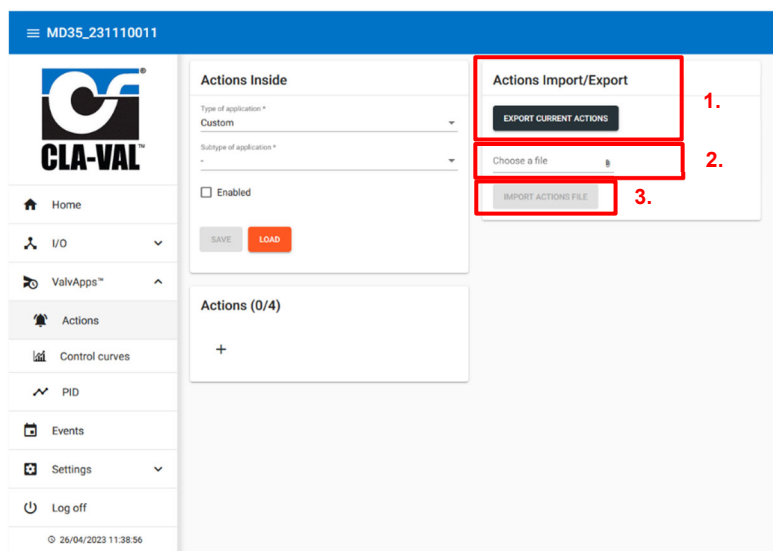 MD35_231110011
®
CLA-VAL™
Home
I/O
ValvApps™
Actions
Control curves
PID
Events
Settings
Log off
26/04/2023 11:38:56
Actions Inside
Type of application *
Custom
Subtype of application *
-
Enabled
SAVE LOAD
Actions (0/4)
+
Actions Import/Export
EXPORT CURRENT ACTIONS
1.
Choose a file
2.
IMPORT ACTIONS FILE
3.